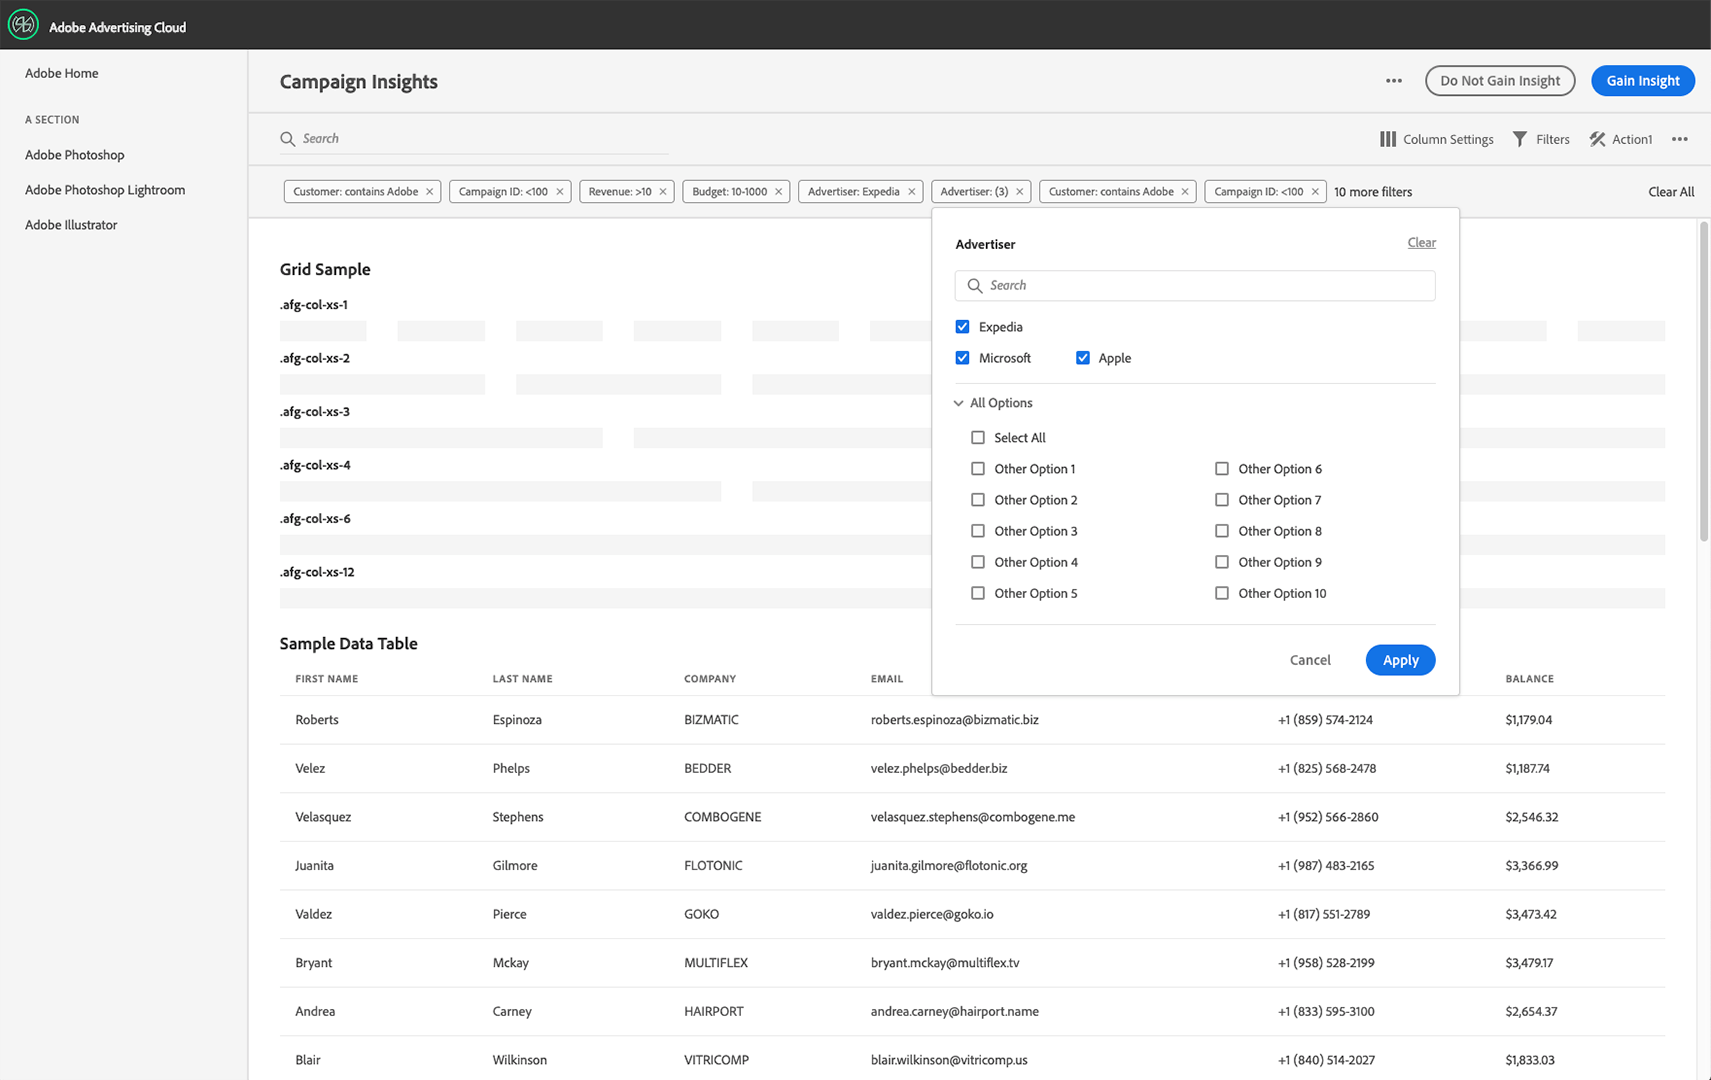 Adobe Advertising Cloud
Adobe Home
A SECTION
Adobe Photoshop
Adobe Photoshop Lightroom
Adobe Illustrator
Campaign Insights
Do Not Gain Insight
Gain Insight
Search
Column Settings
Filters
Action1
Customer: contains Adobe
Campaign ID: <100
Revenue: >10
Budget: 10-1000
Advertiser: Expedia
Advertiser: (3)
Customer: contains Adobe
Campaign ID: <100
10 more filters
Clear All
Advertiser
Clear
Search
Expedia
Microsoft
Apple
All Options
Select All
Other Option 1
Other Option 6
Other Option 2
Other Option 7
Other Option 3
Other Option 8
Other Option 4
Other Option 9
Other Option 5
Other Option 10
Cancel
Apply
Grid Sample
.afg-col-xs-1
.afg-col-xs-2
.afg-col-xs-3
.afg-col-xs-4
.afg-col-xs-6
.afg-col-xs-12
Sample Data Table
FIRST NAME LAST NAME COMPANY EMAIL BALANCE
Roberts Espinoza BIZMATIC roberts.espinoza@bizmatic.biz +1 (859) 574-2124 $1,179.04
Velez Phelps BEDDER velez.phelps@bedder.biz +1 (825) 568-2478 $1,187.74
Velasquez Stephens COMBOGENE velasquez.stephens@combogene.me +1 (952) 566-2860 $2,546.32
Juanita Gilmore FLOTONIC juanita.gilmore@flotonic.org +1 (987) 483-2165 $3,366.99
Valdez Pierce GOKO valdez.pierce@goko.io +1 (817) 551-2789 $3,473.42
Bryant Mckay MULTIFLEX bryant.mckay@multiflex.tv +1 (958) 528-2199 $3,479.17
Andrea Carney HAIRPORT andrea.carney@hairport.name +1 (833) 595-3100 $2,654.37
Blair Wilkinson VITRICOMP blair.wilkinson@vitricomp.us +1 (840) 514-2027 $1,833.03